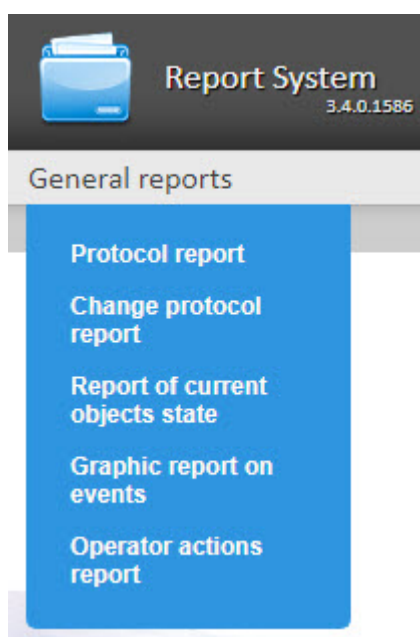 Report System
3.4.0.1586
General reports
Protocol report
Change protocol
report
Report of current
objects state
Graphic report on
events
Operator actions
report